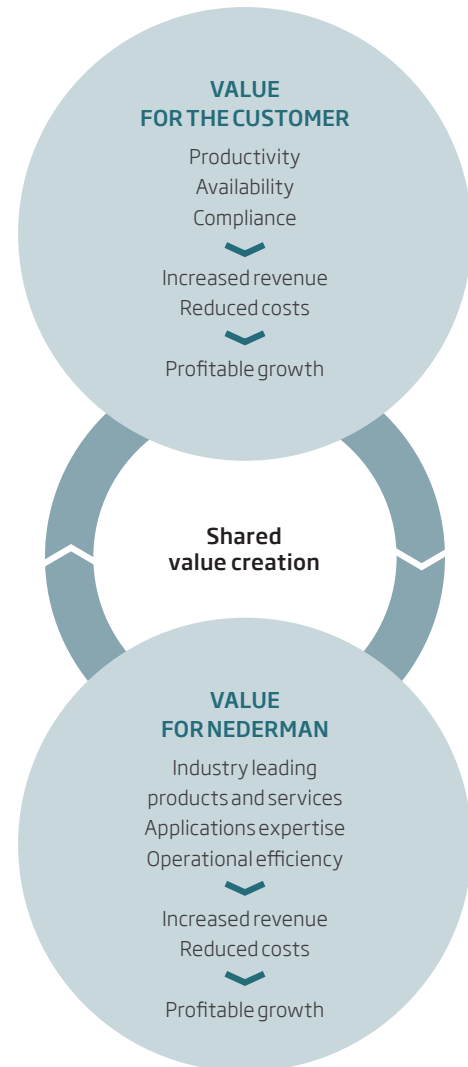 VALUE
FOR THE CUSTOMER
Productivity
Availability
Compliance
Increased revenue
Reduced costs
Profitable growth
Shared
value creation
VALUE
FOR NEDERMAN
Industry leading
products and services
Applications expertise
Operational efficiency
Increased revenue
Reduced costs
Profitable growth